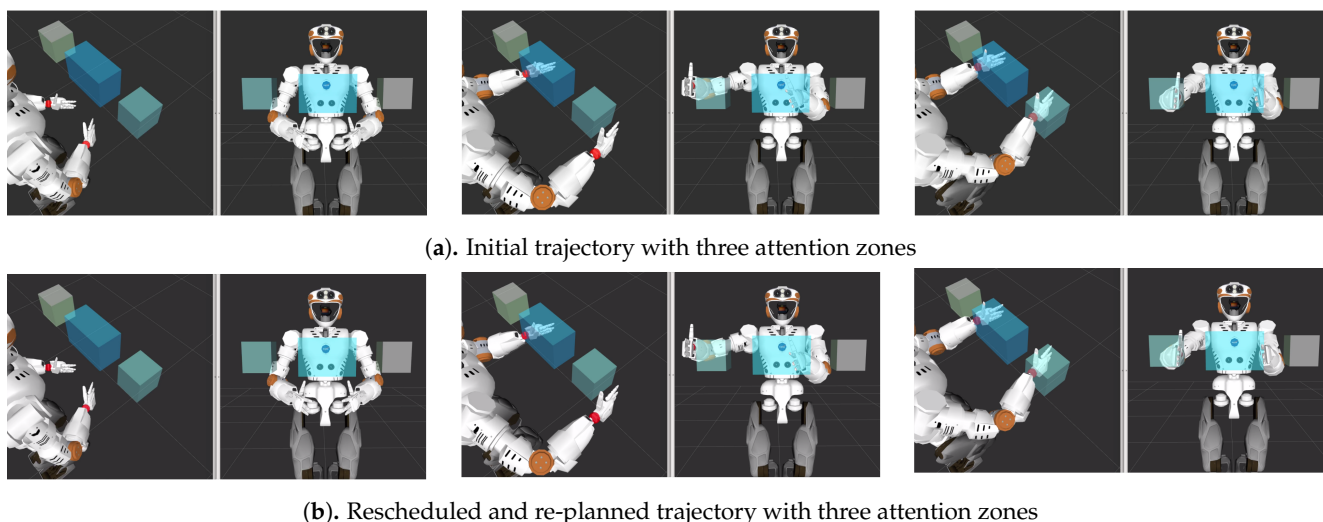 (a). Initial trajectory with three attention zones
(b). Rescheduled and re-planned trajectory with three attention zones